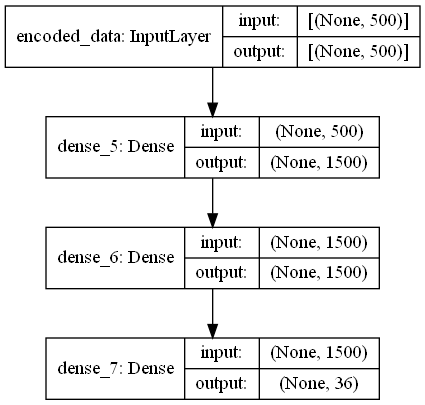 encoded_data: InputLayer
input: [(None, 500)]
output: [(None, 500)]
dense_5: Dense
input: (None, 500)
output: (None, 1500)
dense_6: Dense
input: (None, 1500)
output: (None, 1500)
dense_7: Dense
input: (None, 1500)
output: (None, 36)